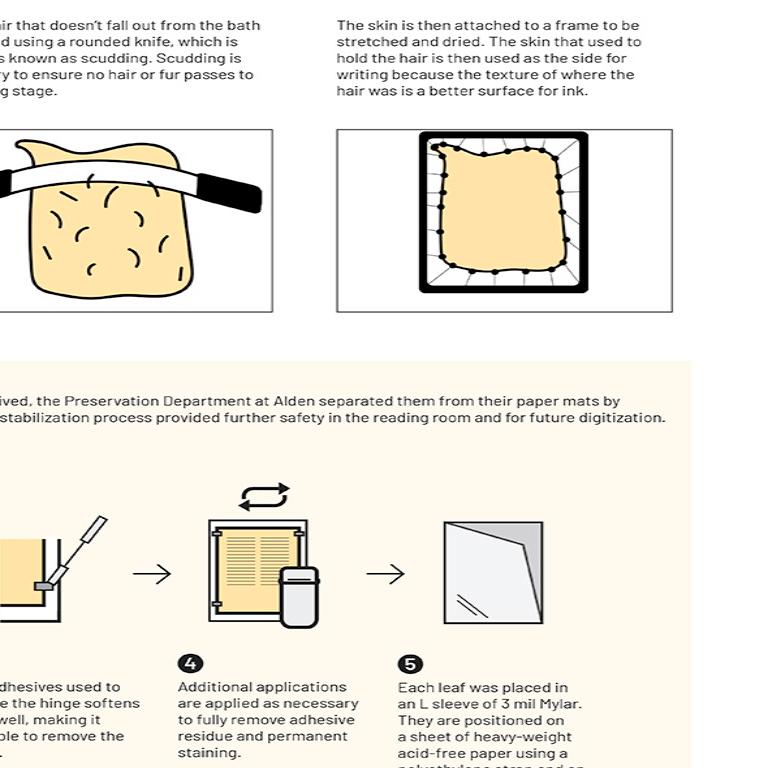 ir that doesn't fall out from the bath
d using a rounded knife, which is
s known as scudding. Scudding is
ry to ensure no hair or fur passes to
g stage.
The skin is then attached to a frame to be
stretched and dried. The skin that used to
hold the hair is then used as the side for
writing because the texture of where the
hair was is a better surface for ink.
ived, the Preservation Department at Alden separated them from their paper mats by
stabilization process provided further safety in the reading room and for future digitization.
dhesives used to
e the hinge softens
well, making it
ble to remove the
.
4
Additional applications
are applied as necessary
to fully remove adhesive
residue and permanent
staining.
5
Each leaf was placed in
an L sleeve of 3 mil Mylar.
They are positioned on
a sheet of heavy-weight
acid-free paper using a